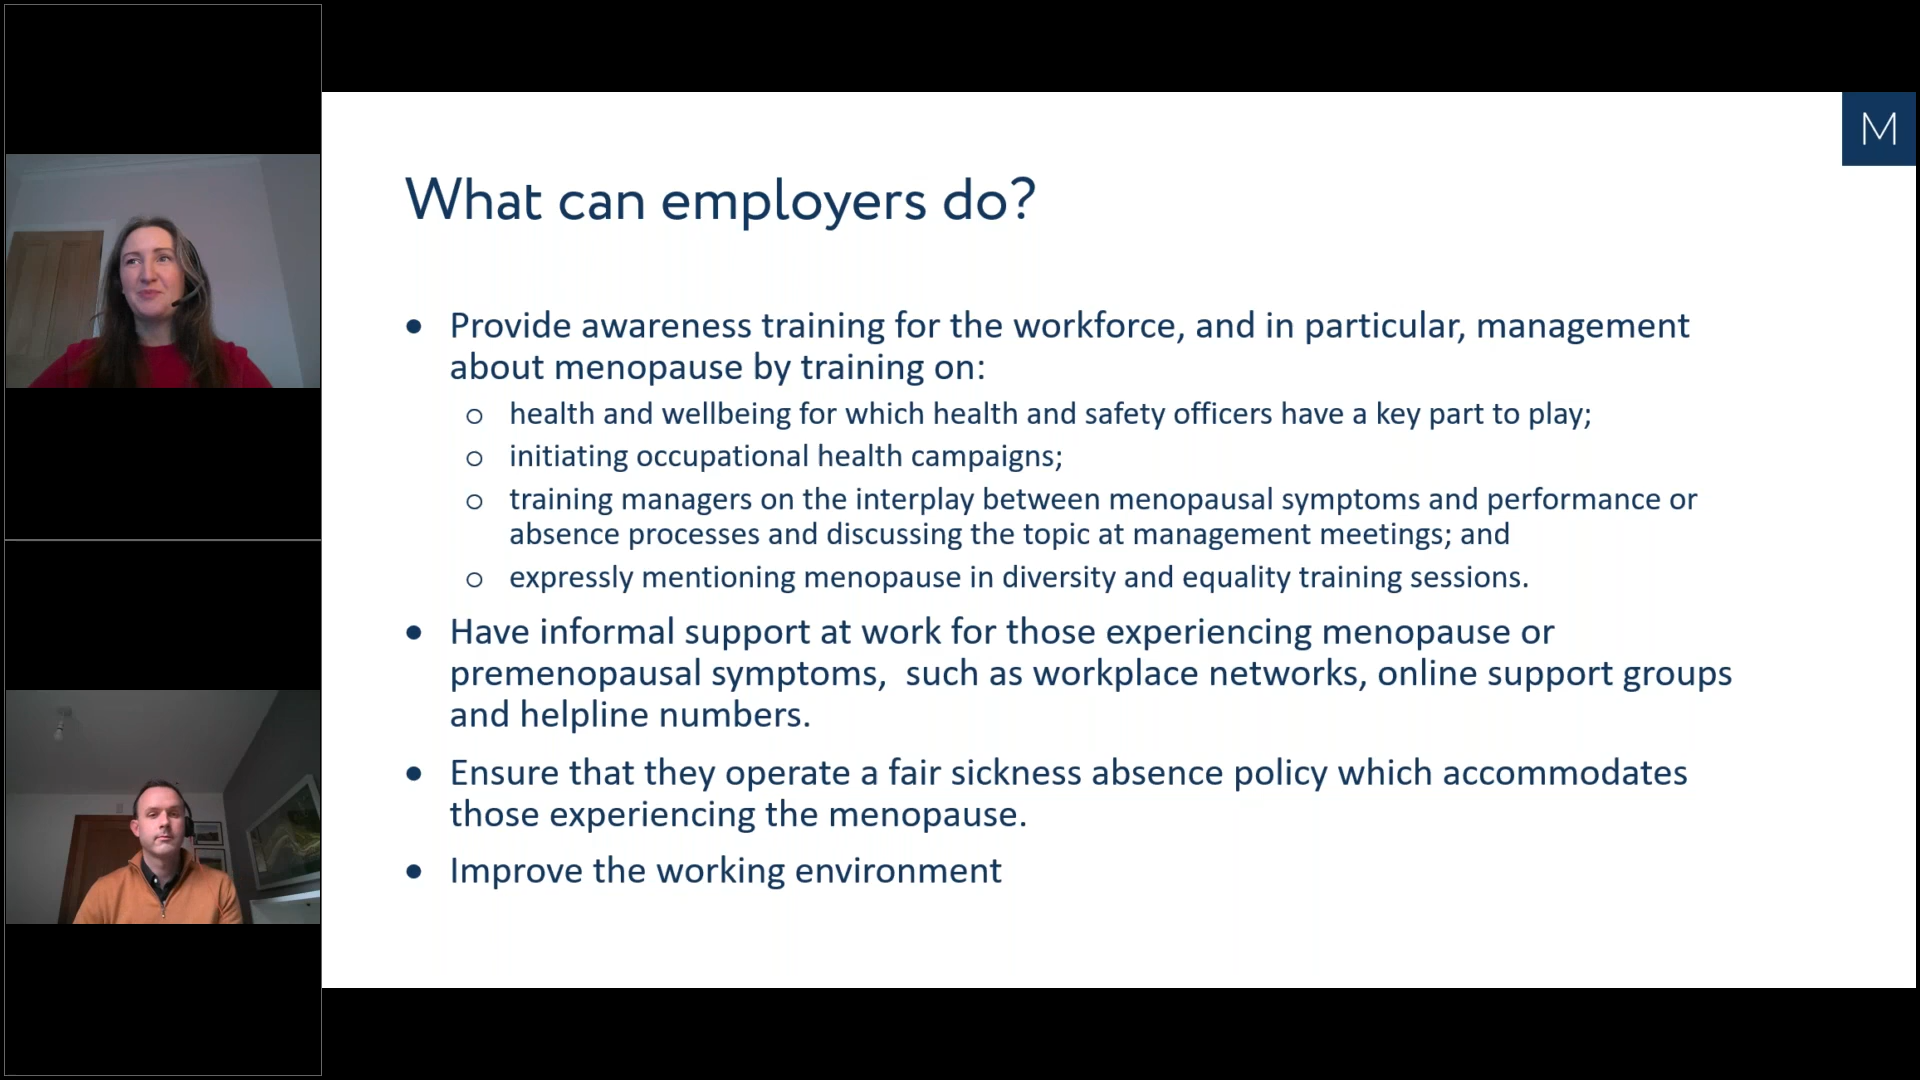 M
What can employers do?
• Provide awareness training for the workforce, and in particular, management
about menopause by training on:
o health and wellbeing for which health and safety officers have a key part to play;
o initiating occupational health campaigns;
o training managers on the interplay between menopausal symptoms and performance or
absence processes and discussing the topic at management meetings; and
o expressly mentioning menopause in diversity and equality training sessions.
• Have informal support at work for those experiencing menopause or
premenopausal symptoms,  such as workplace networks, online support groups
and helpline numbers.
• Ensure that they operate a fair sickness absence policy which accommodates
those experiencing the menopause.
• Improve the working environment